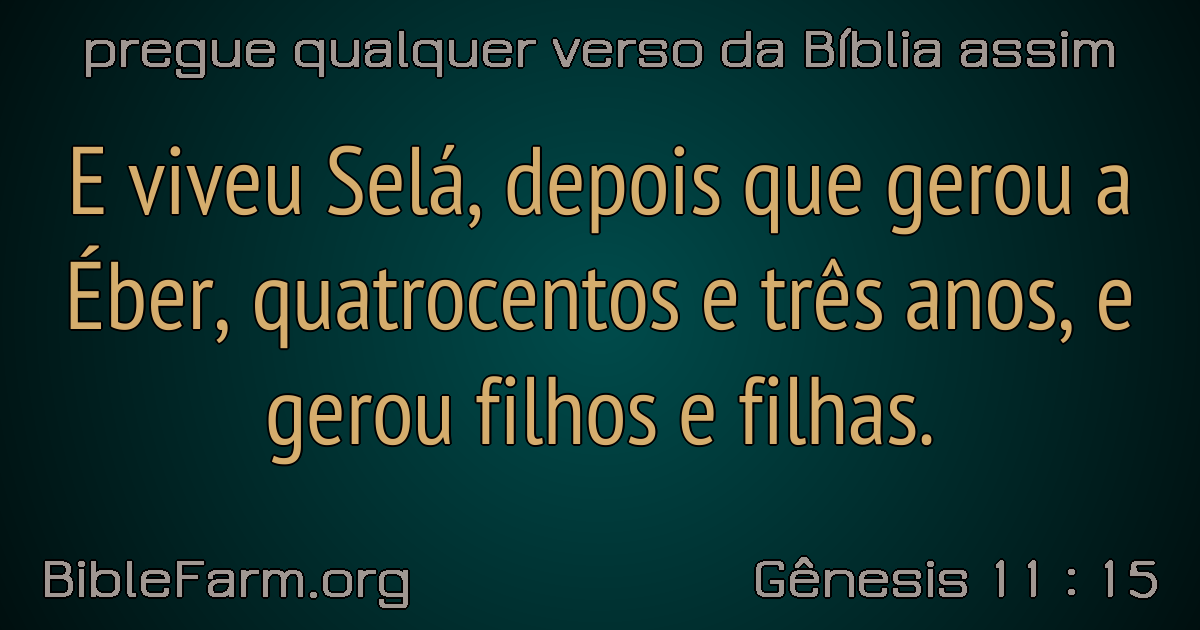 pregue qualquer verso da Bíblia assim
E viveu Selá, depois que gerou a
Éber, quatrocentos e três anos, e
gerou filhos e filhas.
BibleFarm.org
Gênesis 11 : 15